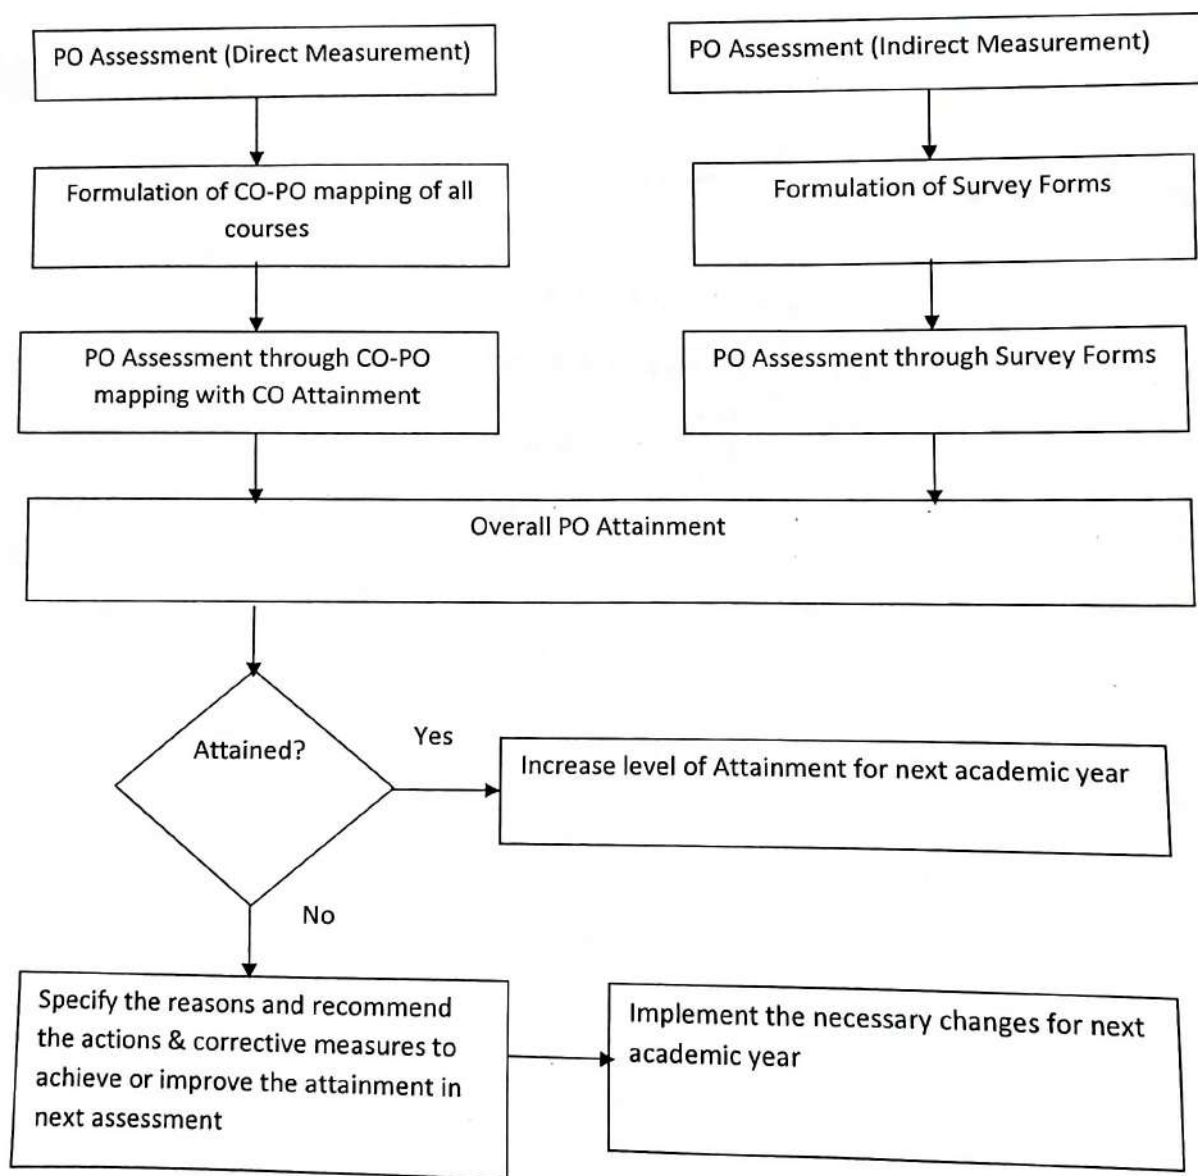 PO Assessment (Direct Measurement)
PO Assessment (Indirect Measurement)
Formulation of CO-PO mapping of all
courses
Formulation of Survey Forms
PO Assessment through CO-PO
mapping with CO Attainment
PO Assessment through Survey Forms
Overall PO Attainment
Attained?
Yes
Increase level of Attainment for next academic year
No
Specify the reasons and recommend
the actions & corrective measures to
achieve or improve the attainment in
next assessment
Implement the necessary changes for next
academic year